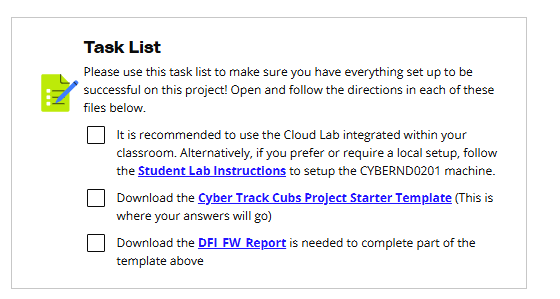 Task List
Please use this task list to make sure you have everything set up to be
successful on this project! Open and follow the directions in each of these
files below.
It is recommended to use the Cloud Lab integrated within your
classroom. Alternatively, if you prefer or require a local setup, follow
the Student Lab Instructions to setup the CYBERND0201 machine.
Download the Cyber Track Cubs Project Starter Template (This is
where your answers will go)
Download the DFI_FW_Report is needed to complete part of the
template above